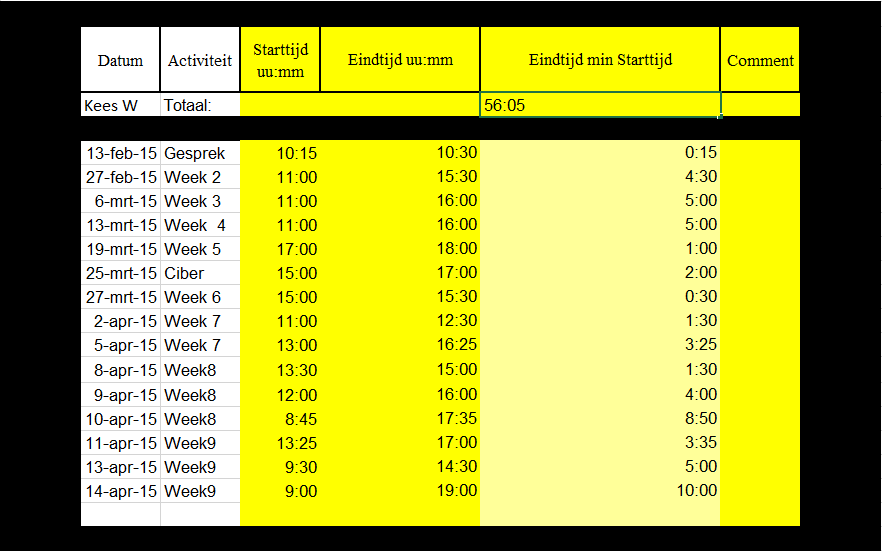 Datum Activiteit Starttijd uu:mm Eindtijd uu:mm Eindtijd min Starttijd Comment
Kees W Totaal: 56:05
13-feb-15 Gesprek 10:15 10:30 0:15
27-feb-15 Week 2 11:00 15:30 4:30
6-mrt-15 Week 3 11:00 16:00 5:00
13-mrt-15 Week  4 11:00 16:00 5:00
19-mrt-15 Week 5 17:00 18:00 1:00
25-mrt-15 Ciber 15:00 17:00 2:00
27-mrt-15 Week 6 15:00 15:30 0:30
2-apr-15 Week 7 11:00 12:30 1:30
5-apr-15 Week 7 13:00 16:25 3:25
8-apr-15 Week8 13:30 15:00 1:30
9-apr-15 Week8 12:00 16:00 4:00
10-apr-15 Week8 8:45 17:35 8:50
11-apr-15 Week9 13:25 17:00 3:35
13-apr-15 Week9 9:30 14:30 5:00
14-apr-15 Week9 9:00 19:00 10:00